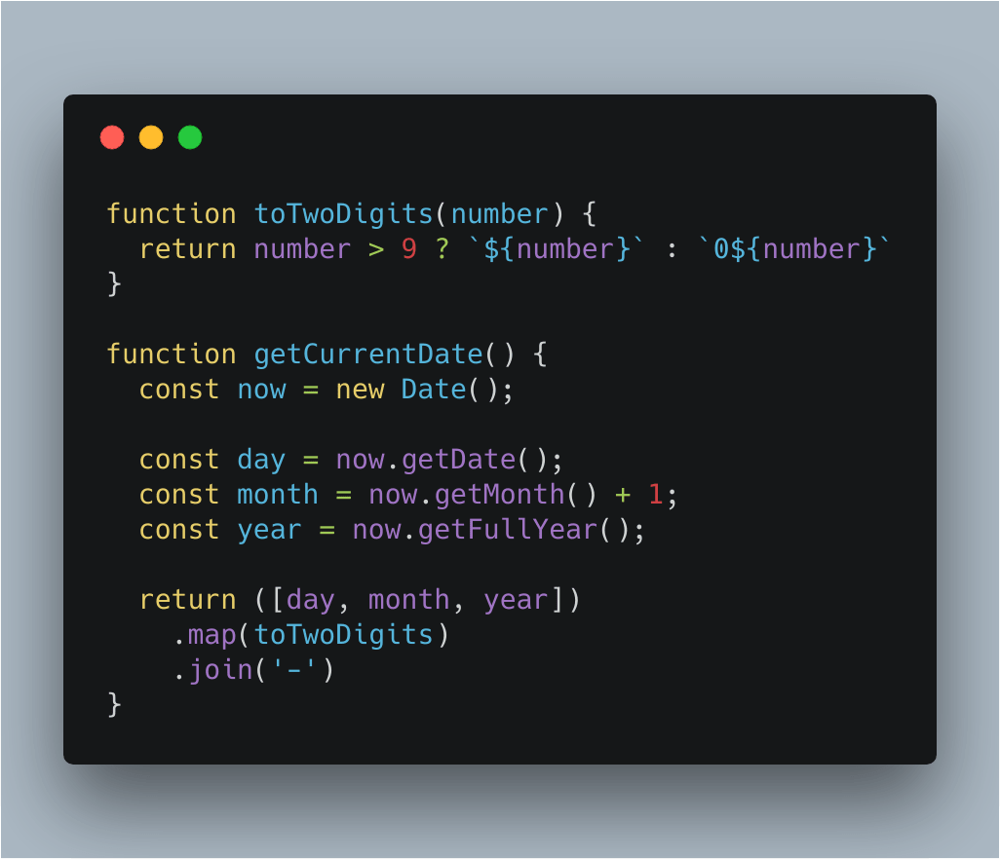 function toTwoDigits(number) {
  return number > 9 ? `${number}` : `0${number}`
}

function getCurrentDate() {
  const now = new Date();

  const day = now.getDate();
  const month = now.getMonth() + 1;
  const year = now.getFullYear();

  return ([day, month, year])
    .map(toTwoDigits)
    .join('-')
}